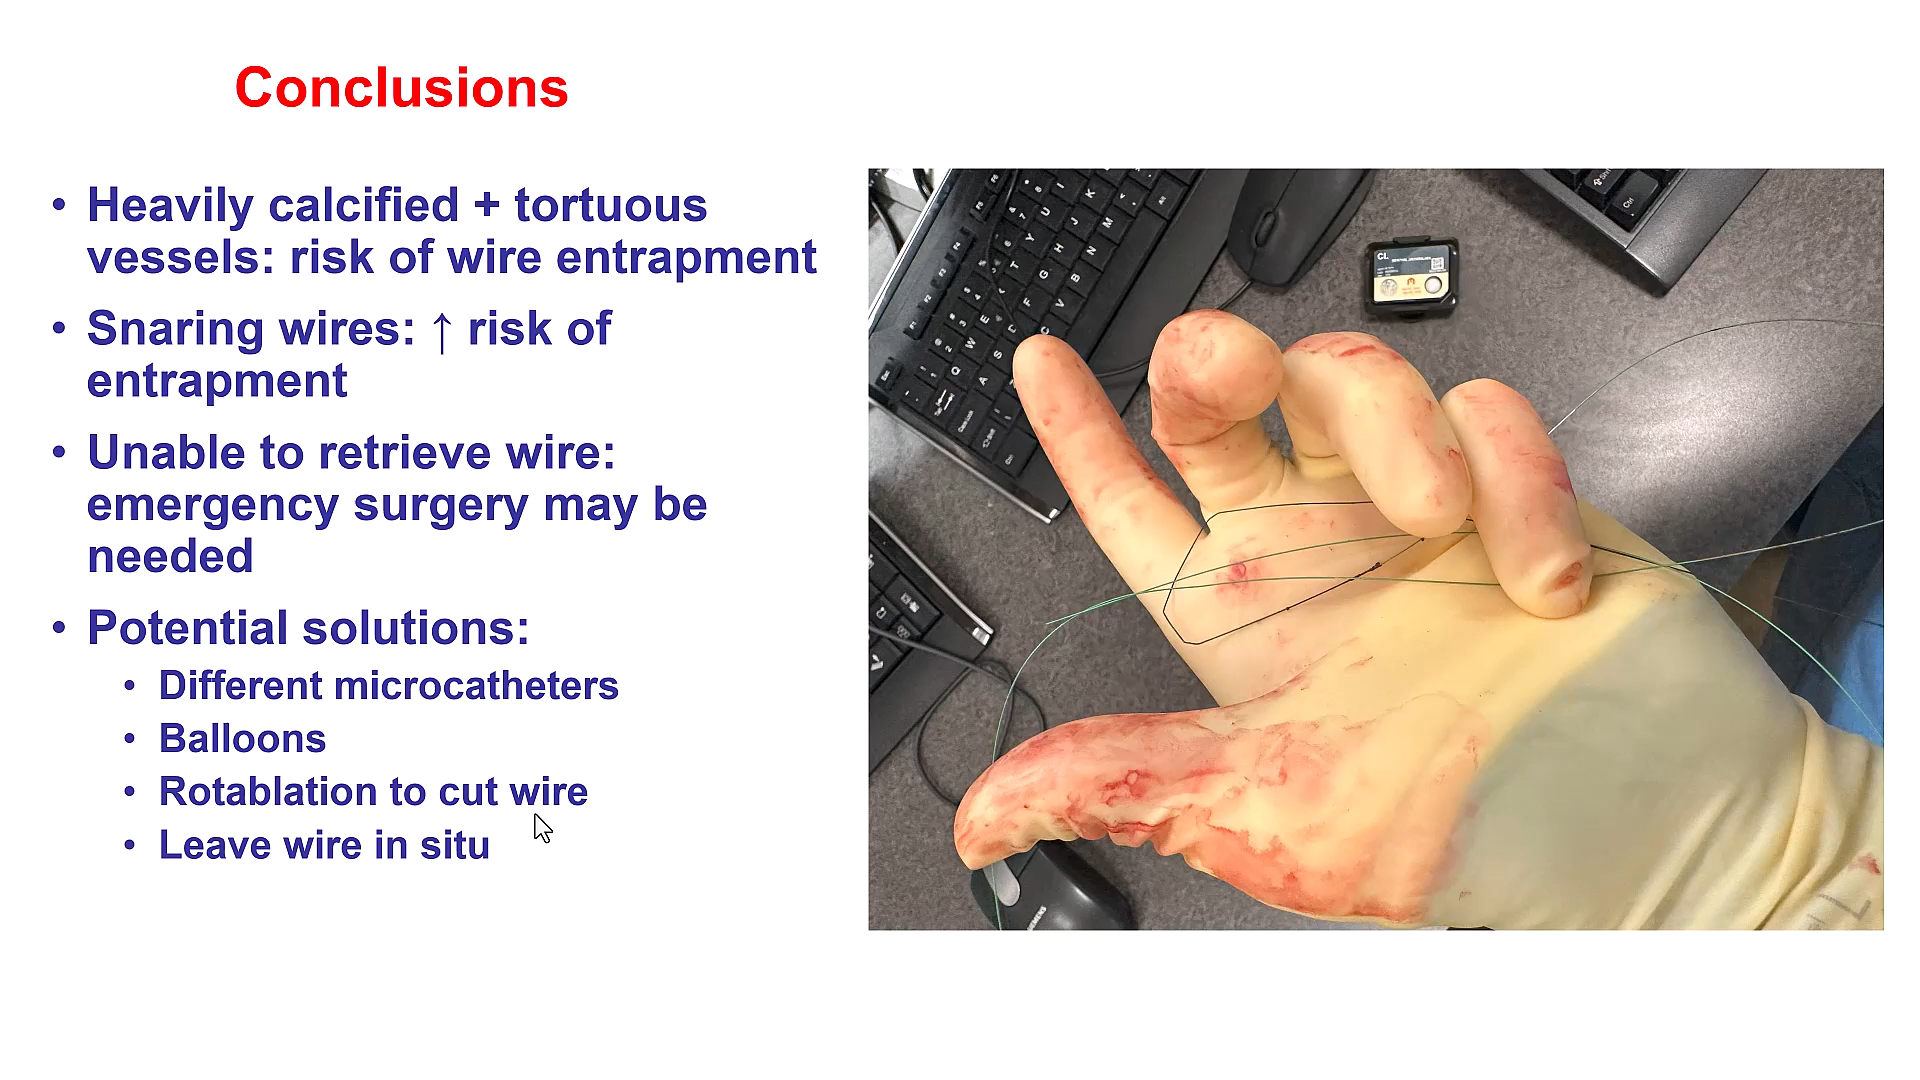 Conclusions
• Heavily calcified + tortuous
vessels: risk of wire entrapment
• Snaring wires: ↑ risk of
entrapment
• Unable to retrieve wire:
emergency surgery may be
needed
• Potential solutions:
• Different microcatheters
• Balloons
• Rotablation to cut wire
• Leave wire in situ